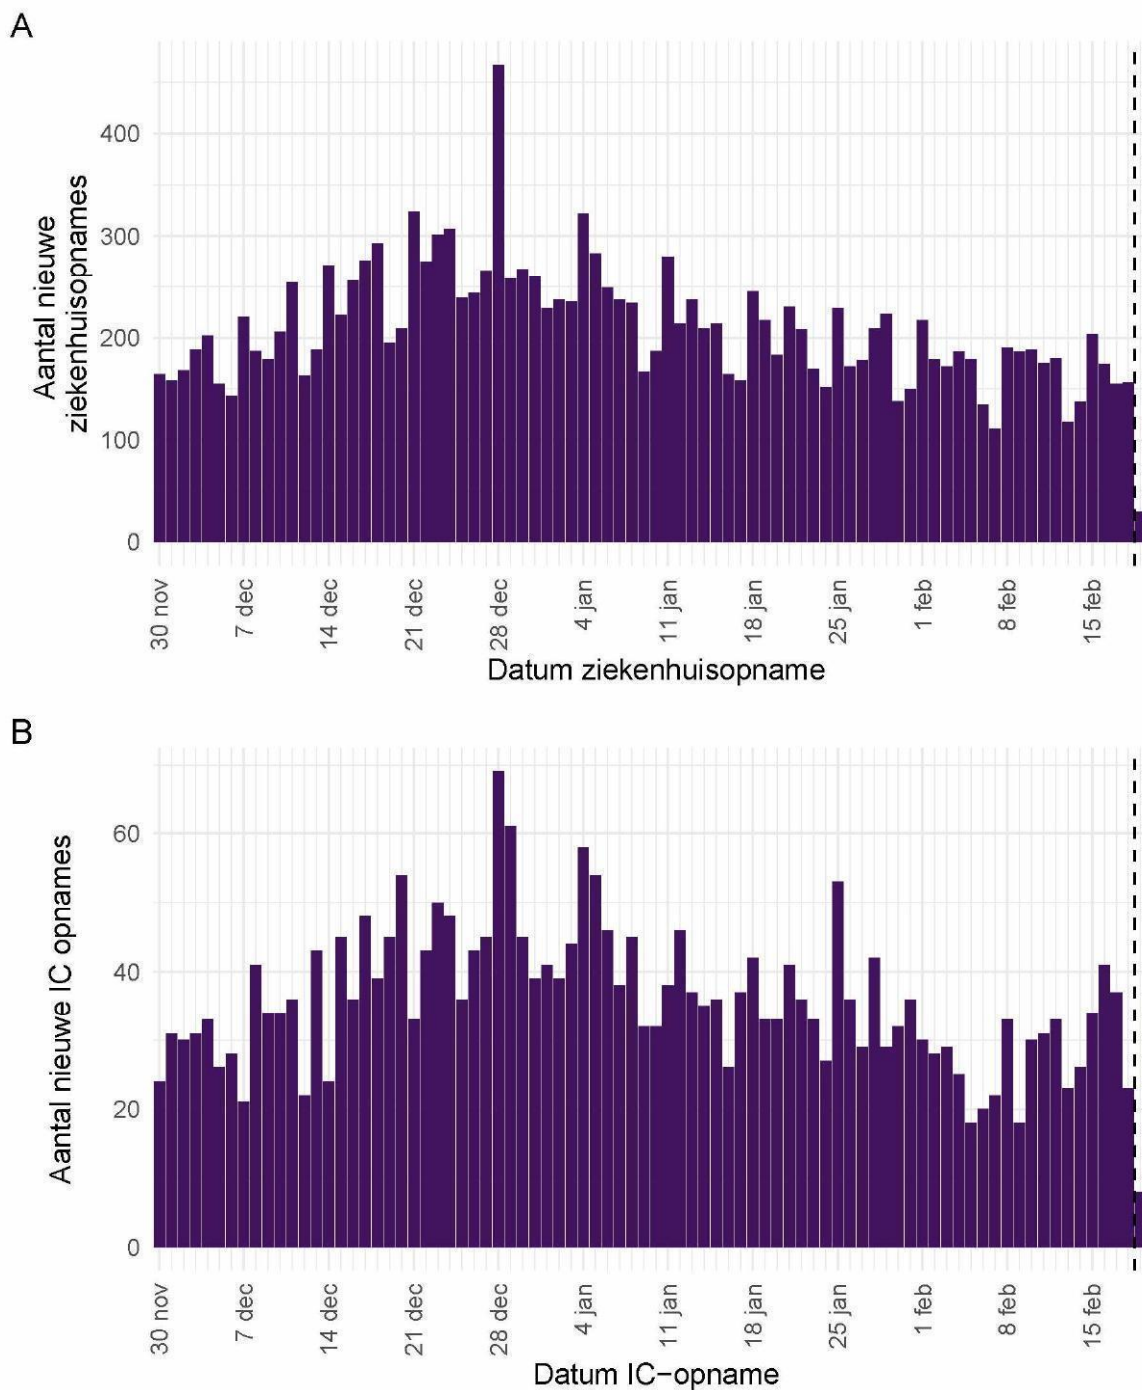 A
Aantal nieuwe
ziekenhuisopnames
400
300
200
100
0
30 nov
7 dec
14 dec
21 dec
28 dec
4 jan
11 jan
18 jan
25 jan
1 feb
8 feb
15 feb
Datum ziekenhuisopname
B
Aantal nieuwe IC opnames
60
40
20
0
30 nov
7 dec
14 dec
21 dec
28 dec
4 jan
11 jan
18 jan
25 jan
1 feb
8 feb
15 feb
Datum IC−opname